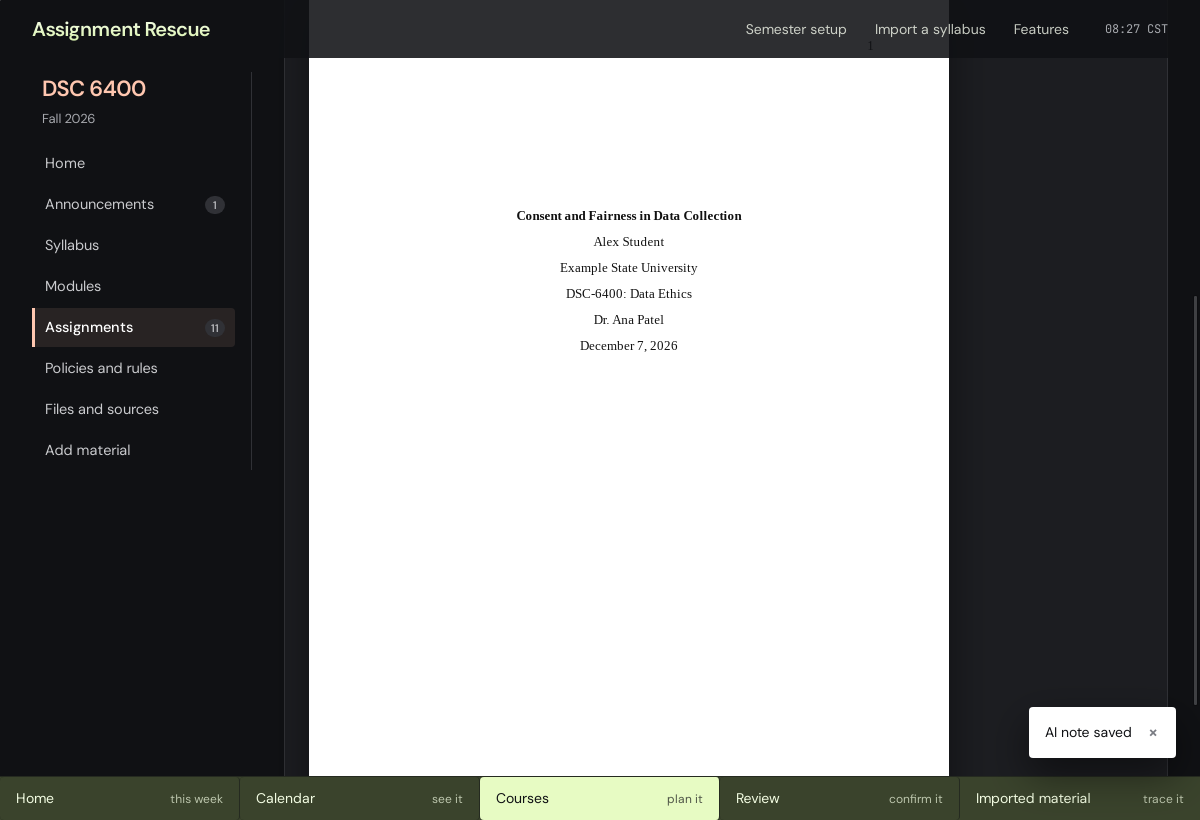 Assignment Rescue
Semester setup
Import a syllabus
Features
08:27 CST
1
DSC 6400
Fall 2026
Home
Announcements 1
Syllabus
Modules
Assignments 11
Policies and rules
Files and sources
Add material
Consent and Fairness in Data Collection
Alex Student
Example State University
DSC-6400: Data Ethics
Dr. Ana Patel
December 7, 2026
AI note saved ×
Home this week
Calendar see it
Courses plan it
Review confirm it
Imported material trace it